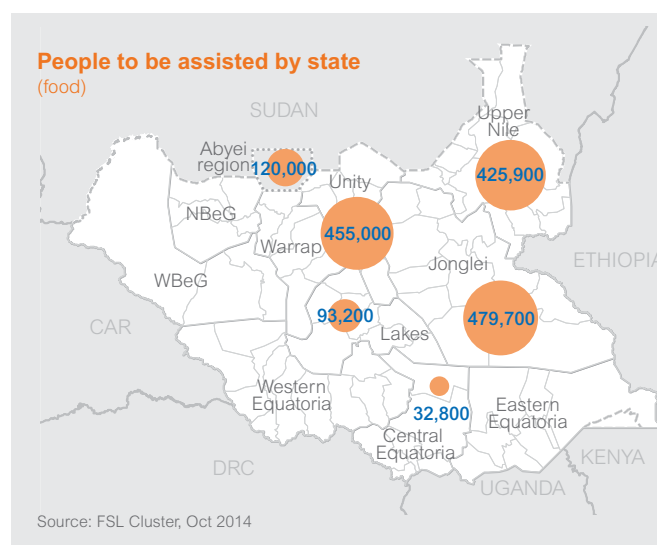 People to be assisted by state
(food)
SUDAN
Upper
Nile
Abyei
region
120,000
425,900
Unity
NBeG
455,000
Warrap
Jonglei
ETHIOPIA
WBeG
93,200
479,700
CAR
Lakes
Western
Equatoria
32,800
Eastern
Equatoria
Central
Equatoria
KENYA
DRC
UGANDA
Source: FSL Cluster, Oct 2014